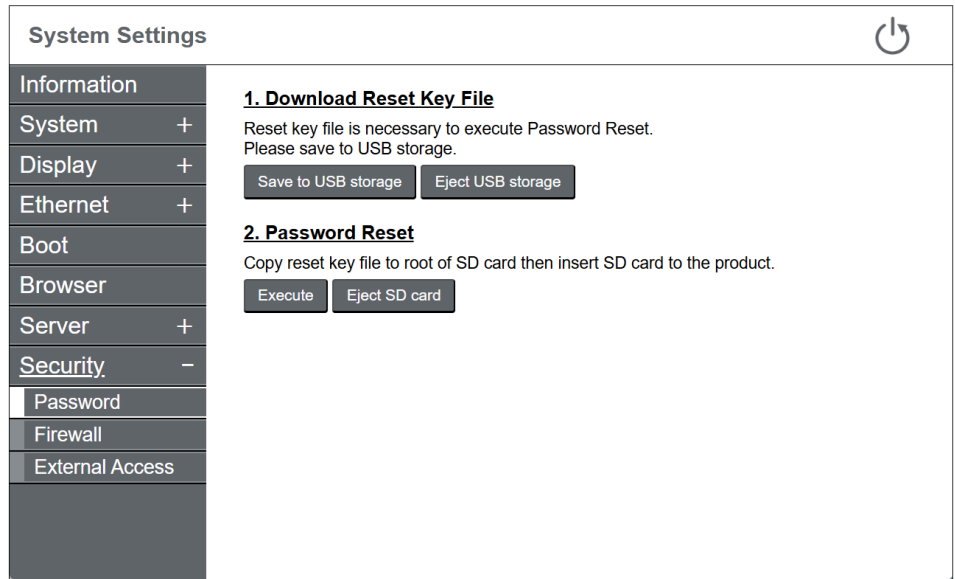 System Settings
Information
System +
Display +
Ethernet +
Boot
Browser
Server +
Security -
Password
Firewall
External Access
1. Download Reset Key File
Reset key file is necessary to execute Password Reset.
Please save to USB storage.
Save to USB storage Eject USB storage
2. Password Reset
Copy reset key file to root of SD card then insert SD card to the product.
Execute Eject SD card